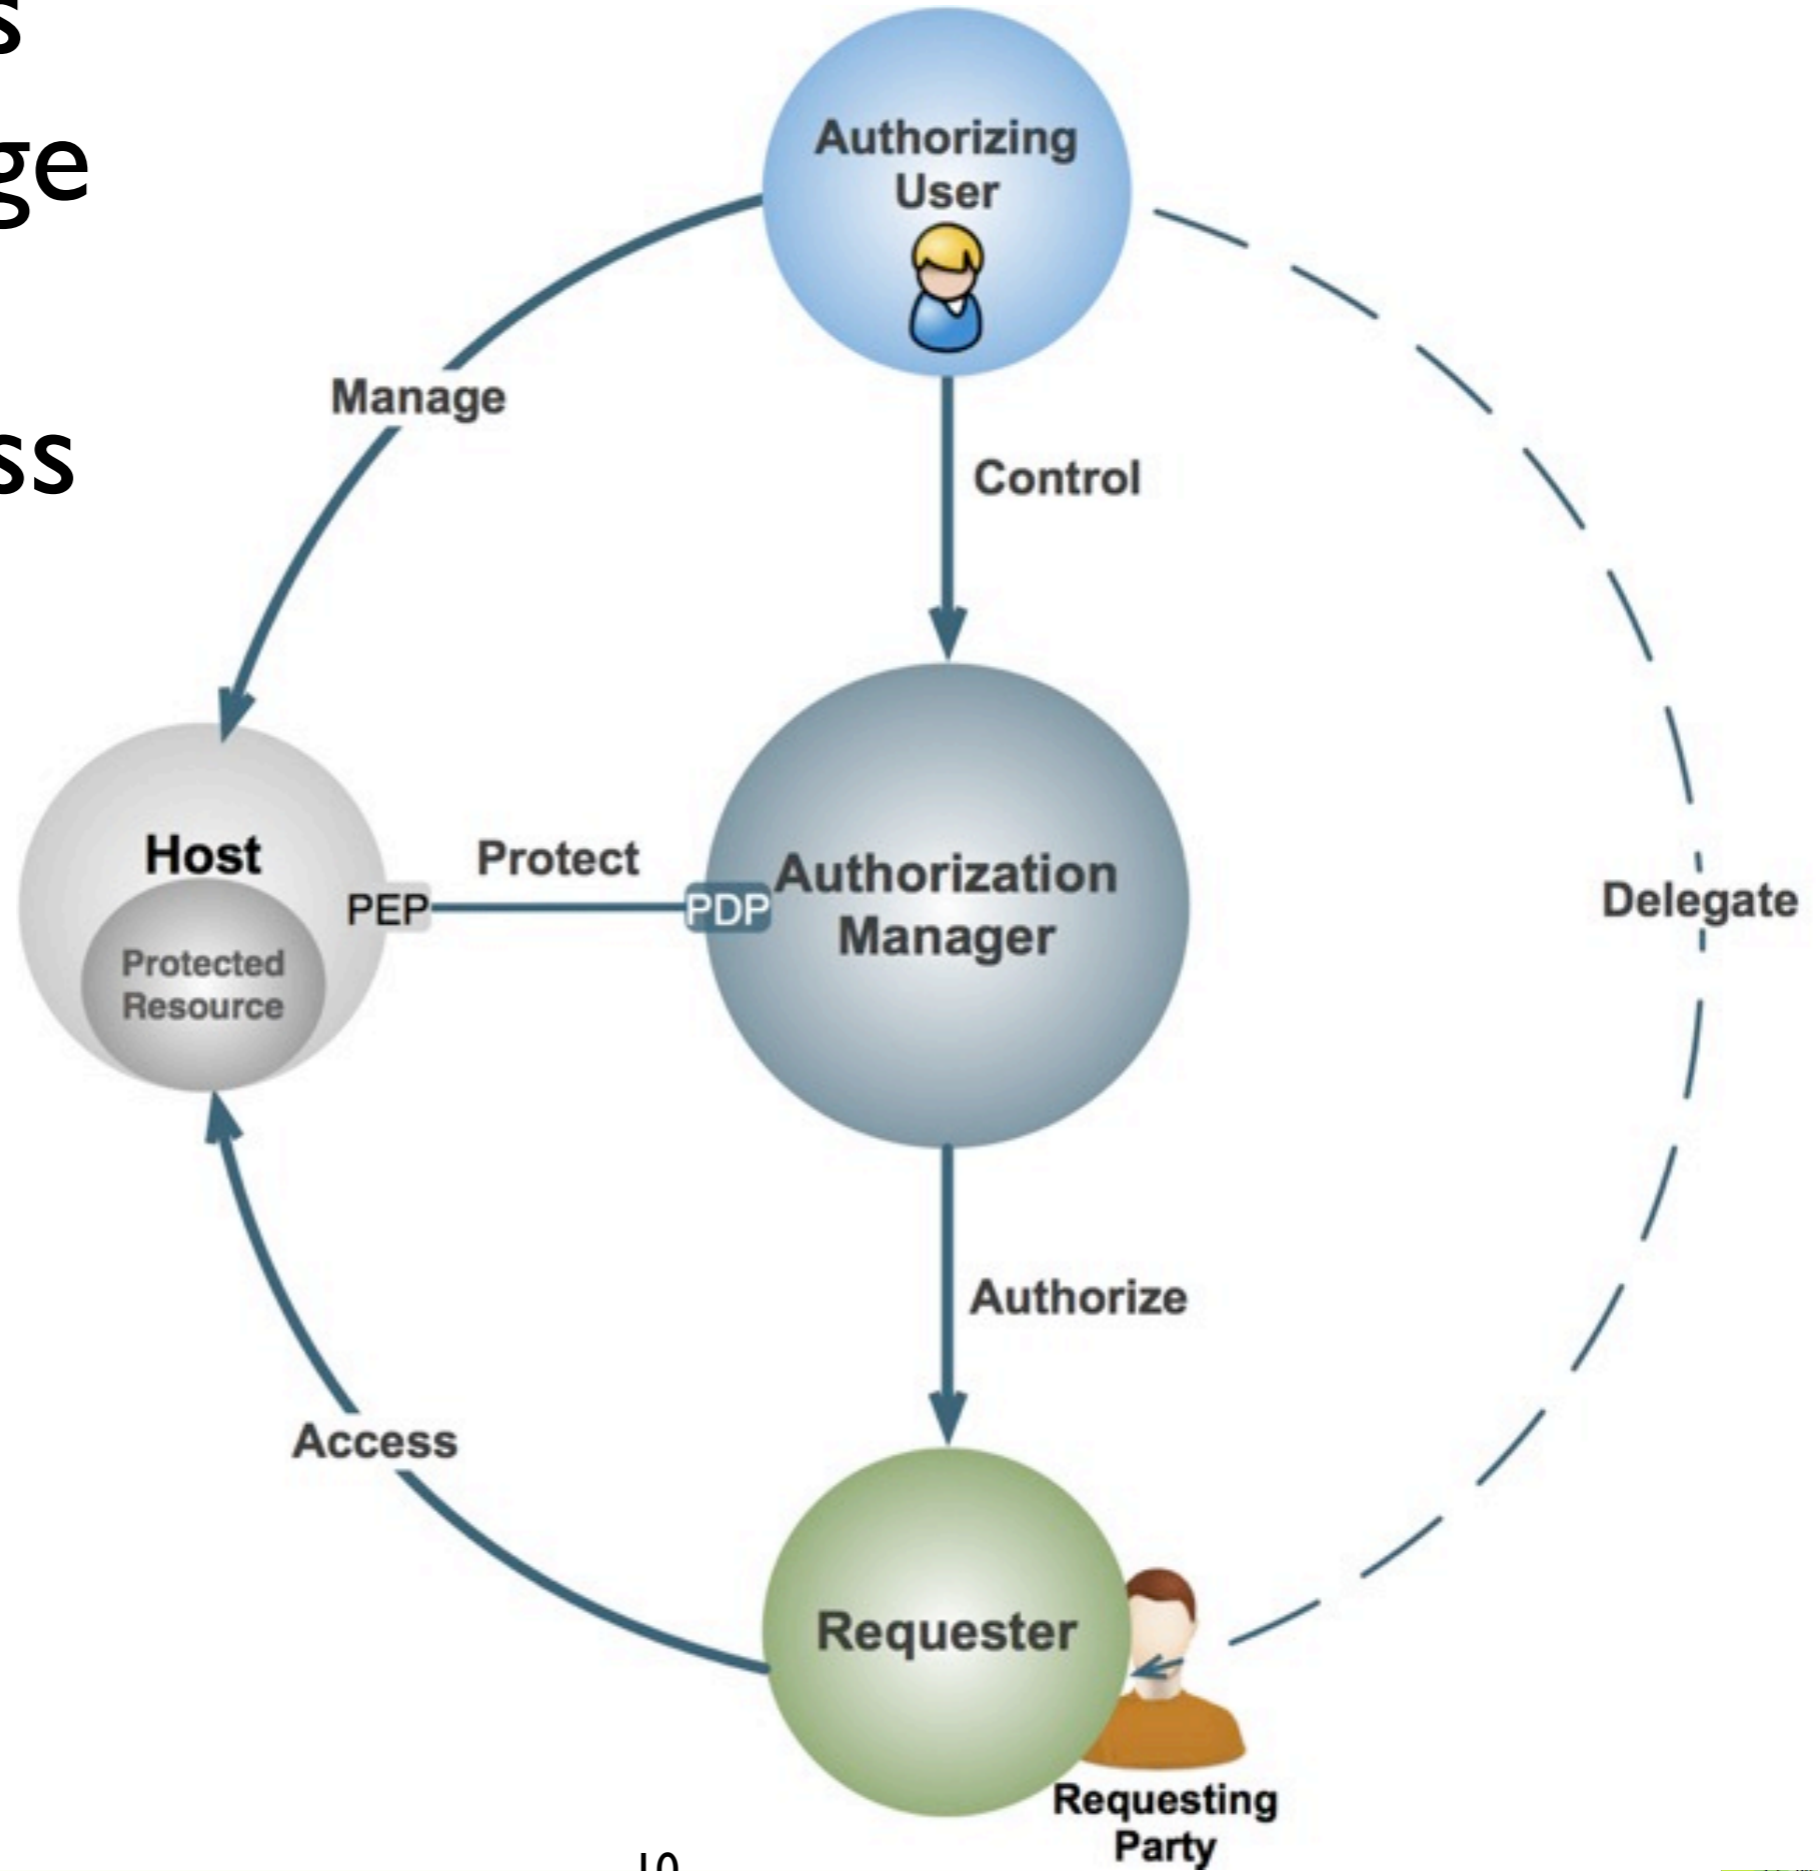 s
ge
ss
Authorizing
User
Manage
Control
Host
Protected
Resource
PEP
Protect
PDP
Authorization
Manager
Delegate
Authorize
Access
Requester
Requesting
Party
10